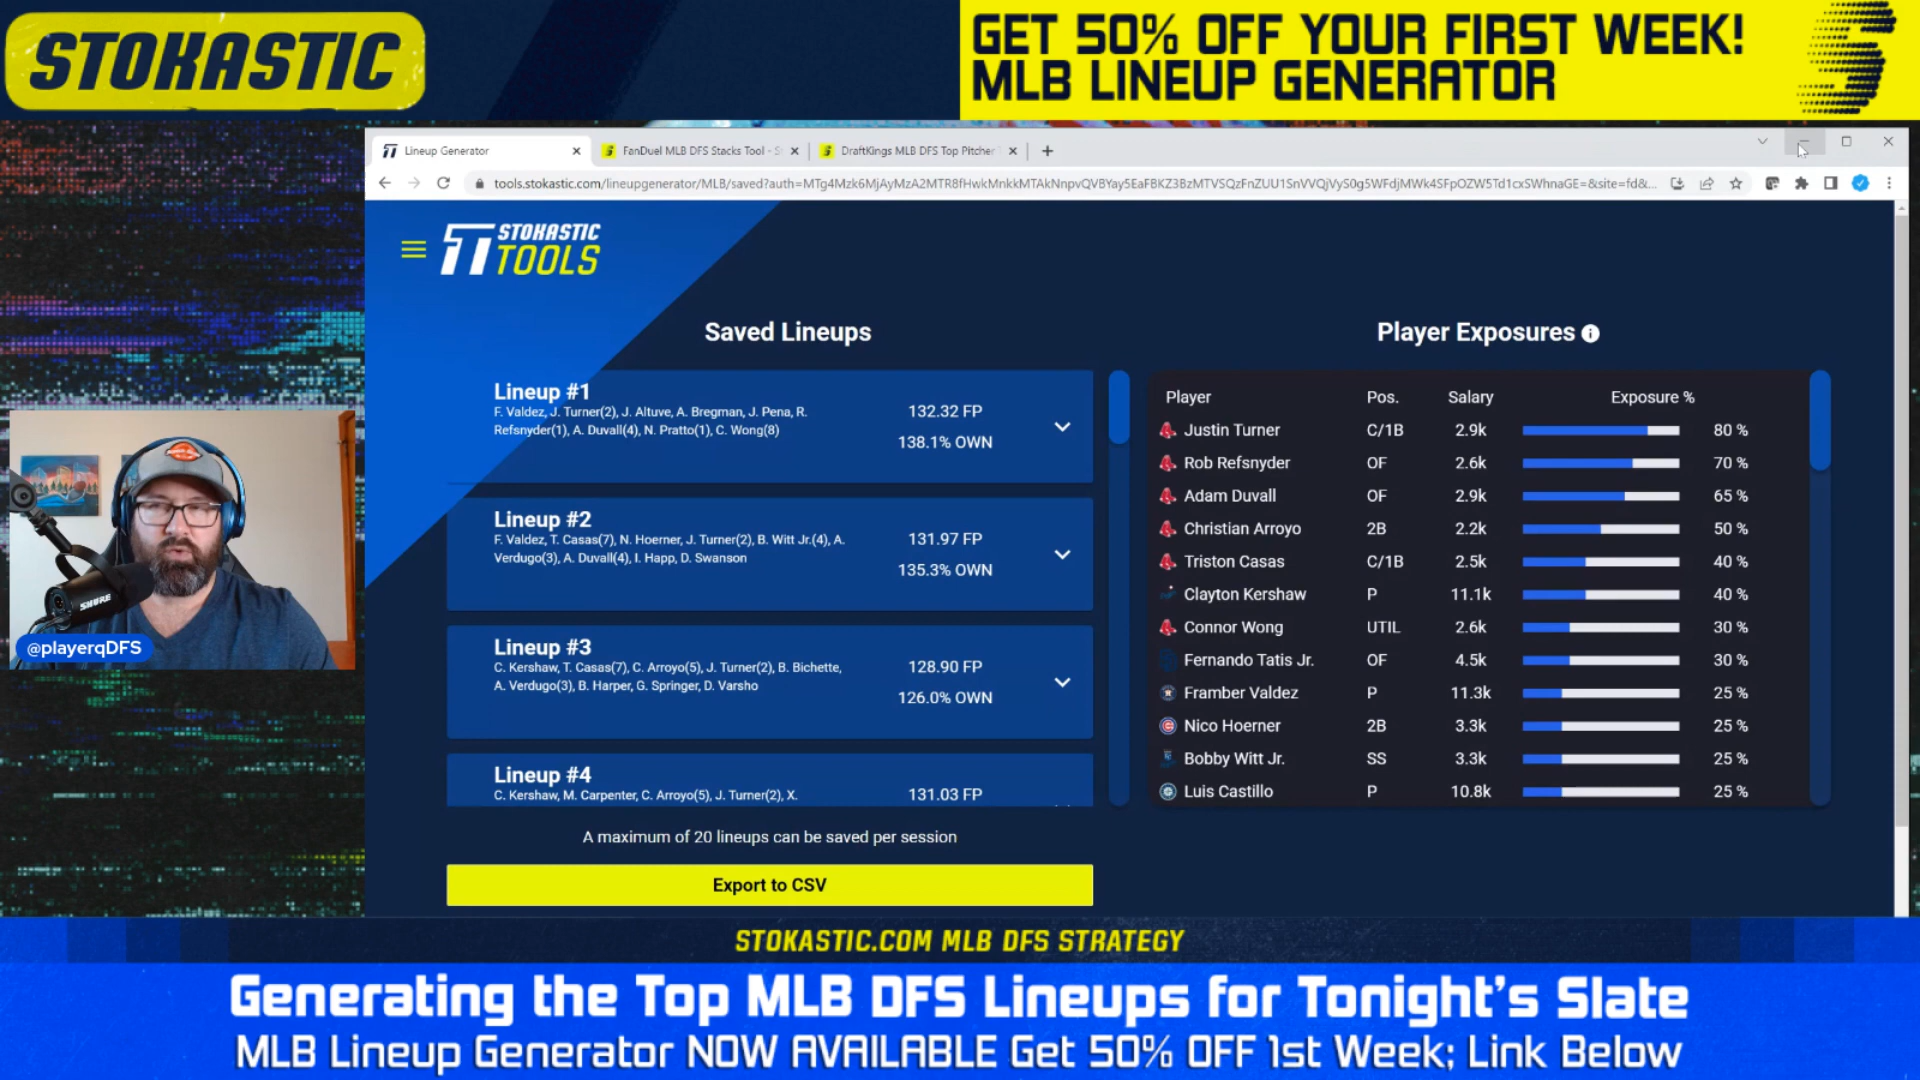 STOKASTIC
GET 50% OFF YOUR FIRST WEEK!
MLB LINEUP GENERATOR
Lineup Generator
FanDuel MLB DFS Stacks Tool - S
DraftKings MLB DFS Top Pitcher
STOKASTIC
TOOLS
Saved Lineups
Player Exposures
Lineup #1
F. Valdez, J. Turner(2), J. Altuve, A. Bregman, J. Pena, R.
Refsnyder(1), A. Duvall(4), N. Pratto(1), C. Wong(8)
132.32 FP
138.1% OWN
Lineup #2
F. Valdez, T. Casas(7), N. Hoerner, J. Turner(2), B. Witt Jr.(4), A.
Verdugo(3), A. Duvall(4), I. Happ, D. Swanson
131.97 FP
135.3% OWN
Lineup #3
C. Kershaw, T. Casas(7), C. Arroyo(5), J. Turner(2), B. Bichette,
A. Verdugo(3), B. Harper, G. Springer, D. Varsho
128.90 FP
126.0% OWN
Lineup #4
C. Kershaw, M. Carpenter, C. Arroyo(5), J. Turner(2), X.
131.03 FP
A maximum of 20 lineups can be saved per session
Export to CSV
Player Pos. Salary Exposure %
Justin Turner C/1B 2.9k 80 %
Rob Refsnyder OF 2.6k 70 %
Adam Duvall OF 2.9k 65 %
Christian Arroyo 2B 2.2k 50 %
Triston Casas C/1B 2.5k 40 %
Clayton Kershaw P 11.1k 40 %
Connor Wong UTIL 2.6k 30 %
Fernando Tatis Jr. OF 4.5k 30 %
Framber Valdez P 11.3k 25 %
Nico Hoerner 2B 3.3k 25 %
Bobby Witt Jr. SS 3.3k 25 %
Luis Castillo P 10.8k 25 %
SHURE
@playerqDFS
STOKASTIC.COM MLB DFS STRATEGY
Generating the Top MLB DFS Lineups for Tonight's Slate
MLB Lineup Generator NOW AVAILABLE Get 50% OFF 1st Week; Link Below